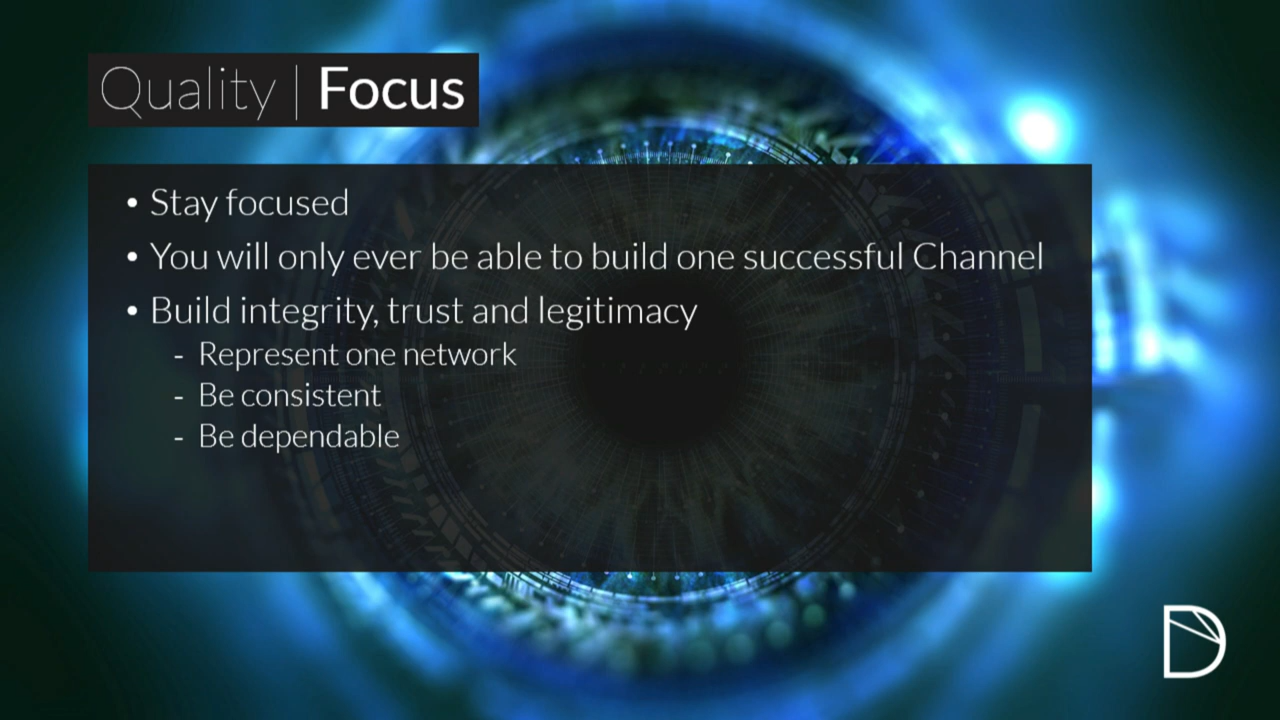 Quality | Focus
• Stay focused
• You will only ever be able to build one successful Channel
• Build integrity, trust and legitimacy
- Represent one network
- Be consistent
- Be dependable